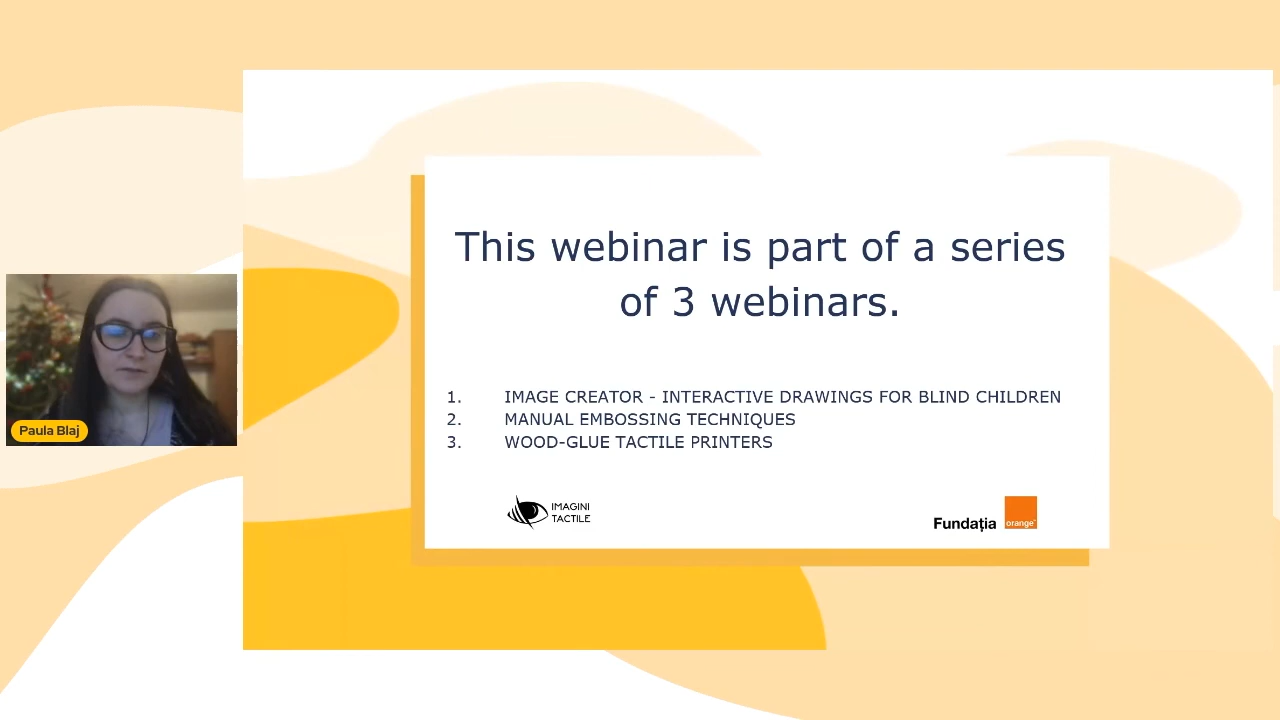 This webinar is part of a series
of 3 webinars.
1. IMAGE CREATOR - INTERACTIVE DRAWINGS FOR BLIND CHILDREN
2. MANUAL EMBOSSING TECHNIQUES
3. WOOD-GLUE TACTILE PRINTERS
Paula Blaj
IMAGINI
TACTILE
Fundația
orange™